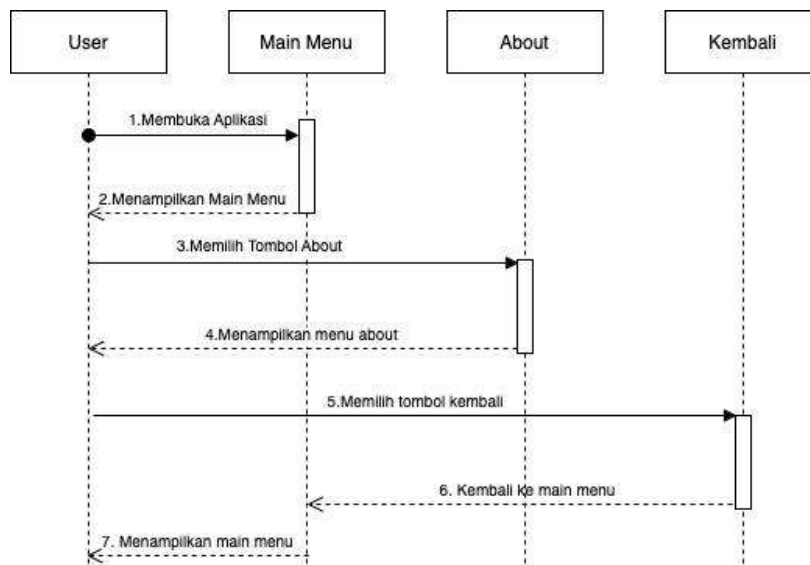 User
Main Menu
About
Kembali
1.Membuka Aplikasi
2.Menampilkan Main Menu
3.Memilih Tombol About
4.Menampilkan menu about
5.Memilih tombol kembali
6. Kembali ke main menu
7. Menampilkan main menu